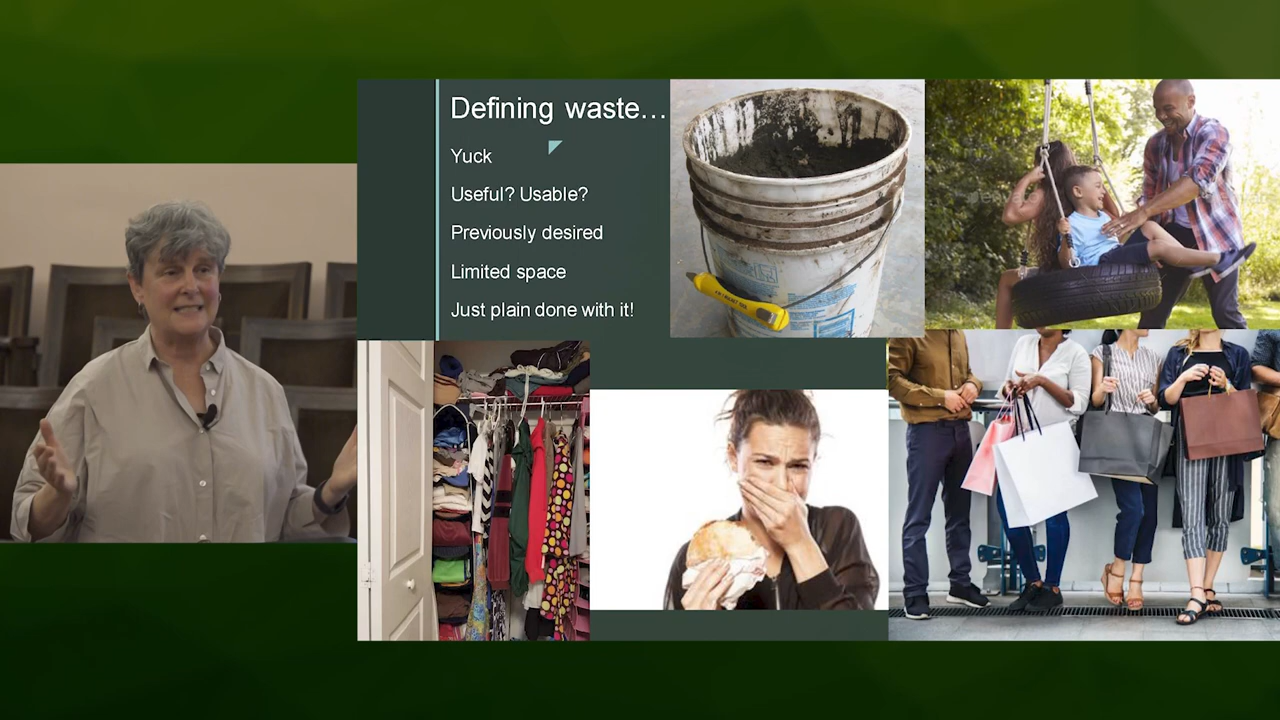 Defining waste...
Yuck
Useful? Usable?
Previously desired
Limited space
Just plain done with it!